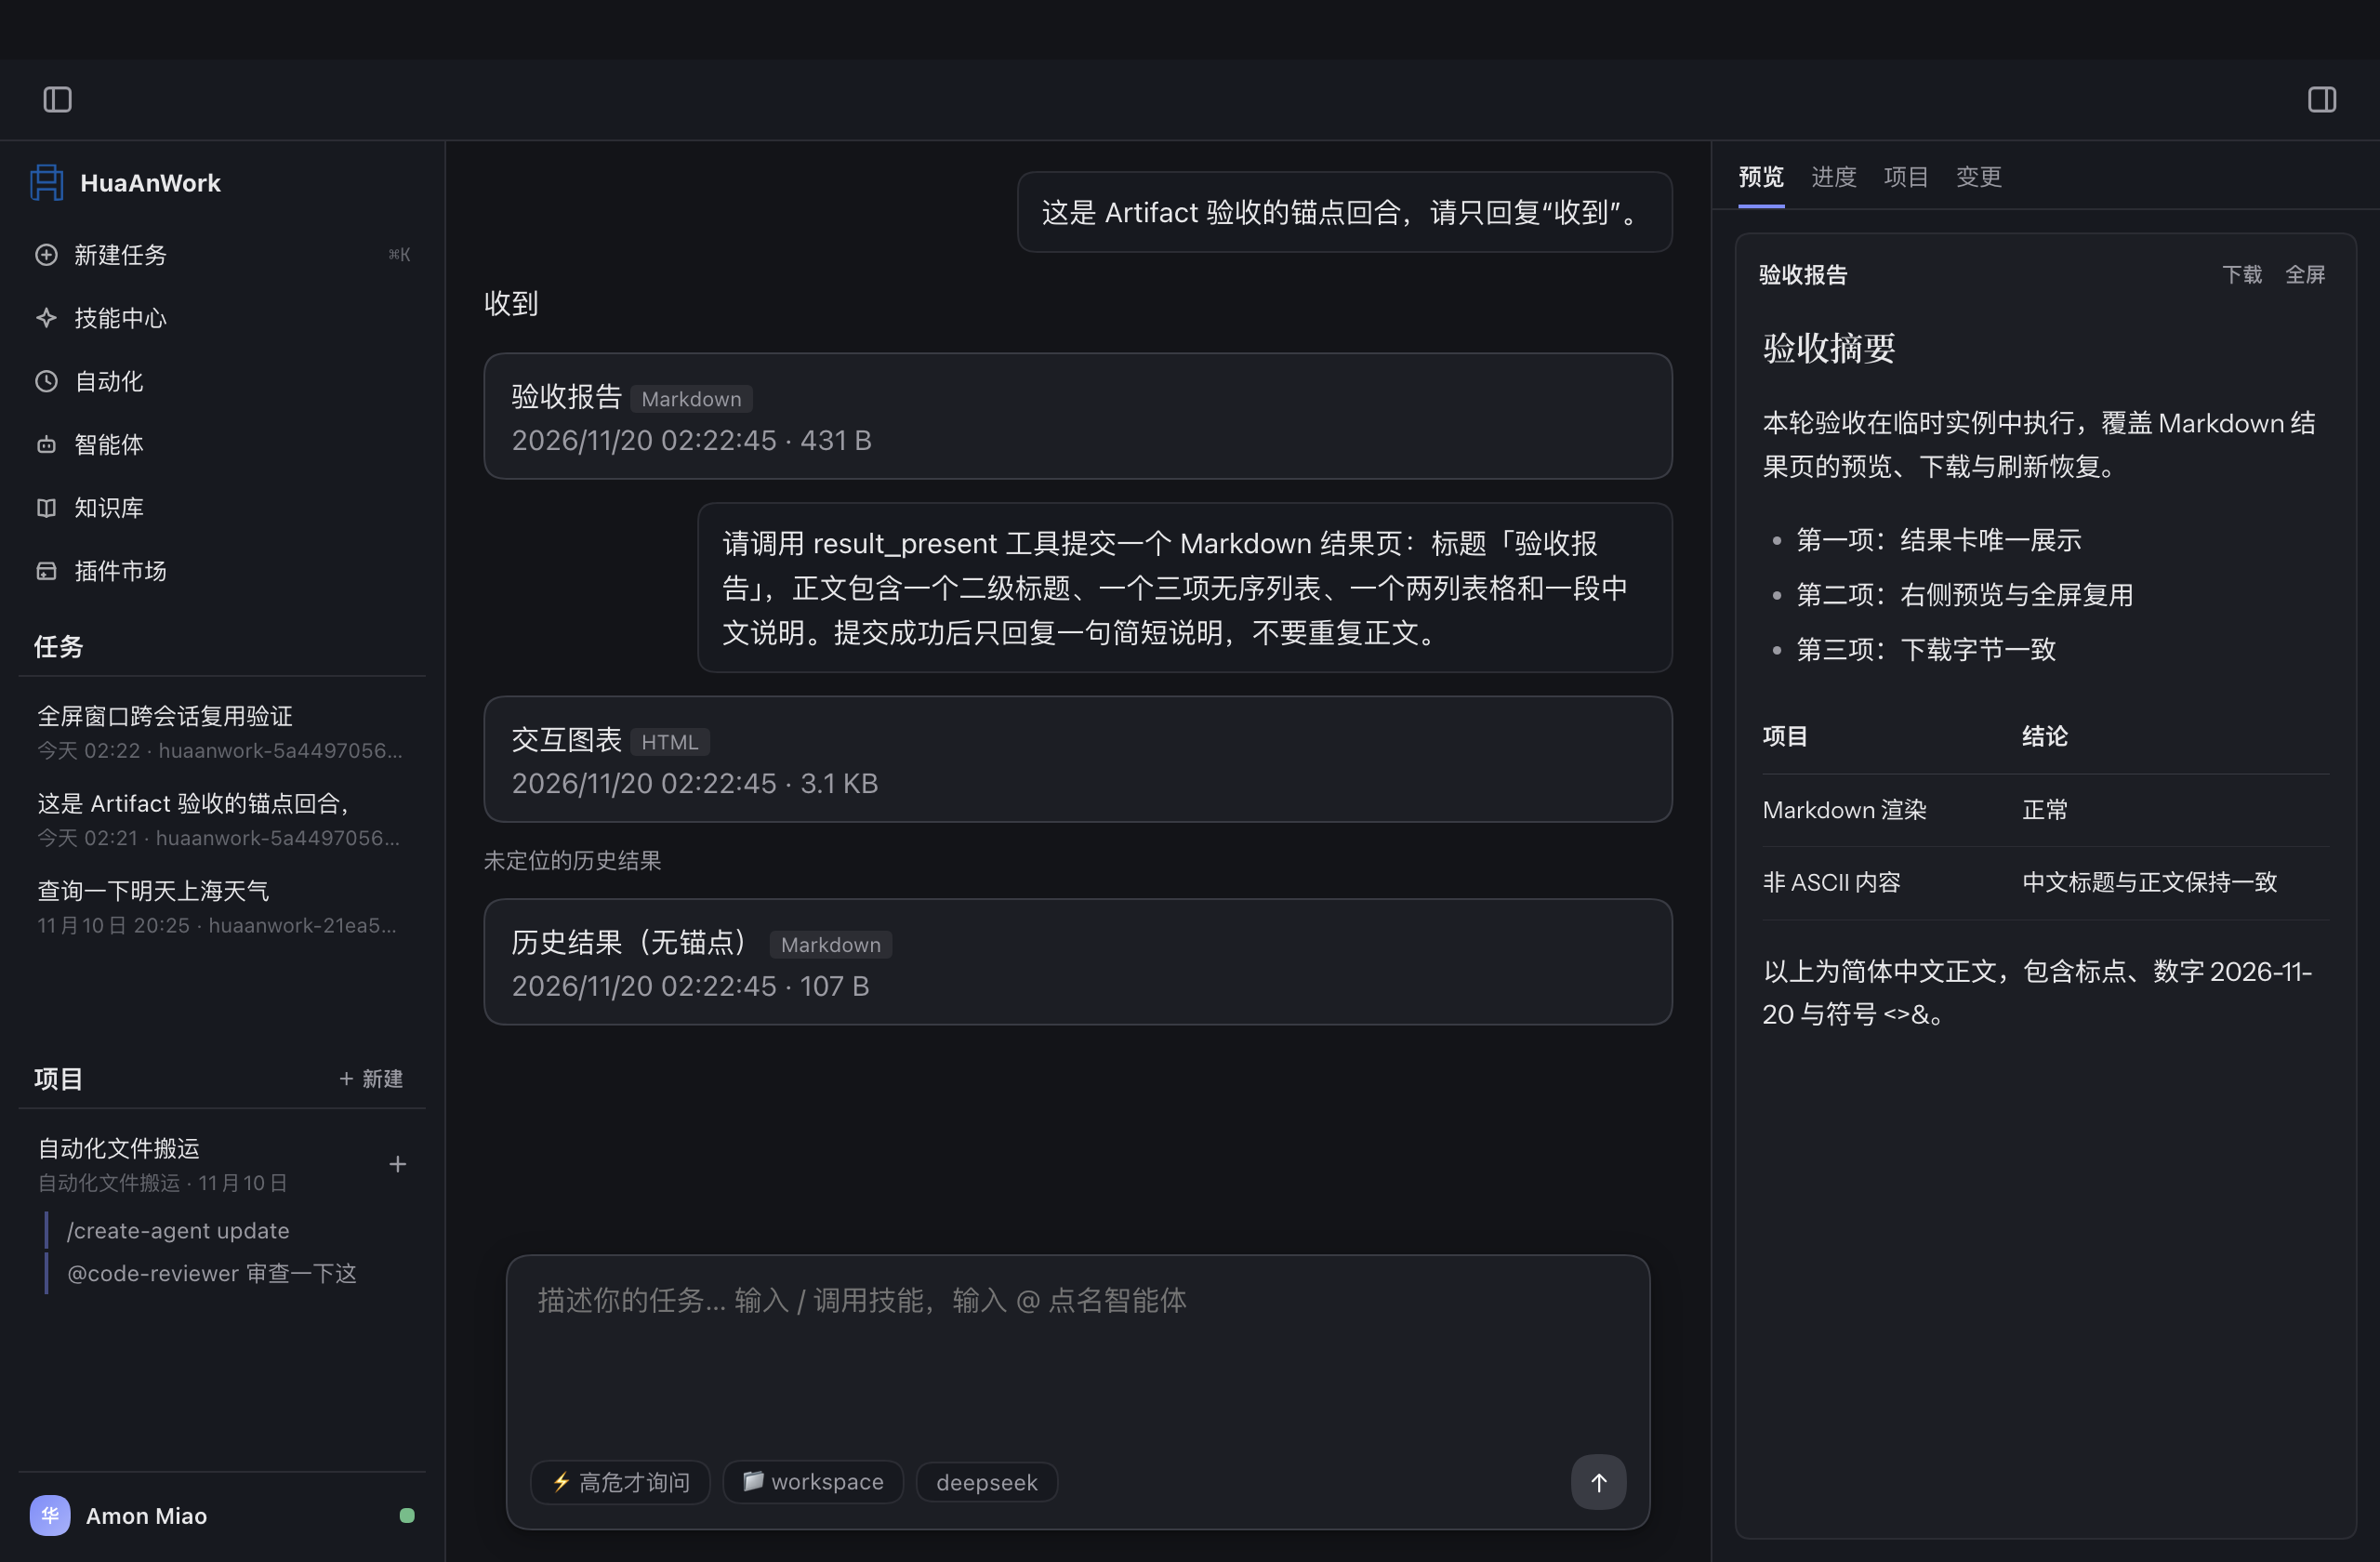 HuaAnWork
新建任务 ⌘K
技能中心
自动化
智能体
知识库
插件市场
任务
全屏窗口跨会话复用验证
今天 02:22 · huaanwork-5a4497056...
这是 Artifact 验收的锚点回合，
今天 02:21 · huaanwork-5a4497056...
查询一下明天上海天气
11月10日 20:25 · huaanwork-21ea5...
项目 + 新建
自动化文件搬运
自动化文件搬运 · 11月10日
/create-agent update
@code-reviewer 审查一下这
华 Amon Miao
这是 Artifact 验收的锚点回合，请只回复“收到”。
收到
验收报告 Markdown
2026/11/20 02:22:45 · 431 B
请调用 result_present 工具提交一个 Markdown 结果页：标题「验收报
告」，正文包含一个二级标题、一个三项无序列表、一个两列表格和一段中
文说明。提交成功后只回复一句简短说明，不要重复正文。
交互图表 HTML
2026/11/20 02:22:45 · 3.1 KB
未定位的历史结果
历史结果（无锚点） Markdown
2026/11/20 02:22:45 · 107 B
描述你的任务... 输入 / 调用技能，输入 @ 点名智能体
⚡ 高危才询问 workspace deepseek
预览 进度 项目 变更
验收报告 下载 全屏
验收摘要
本轮验收在临时实例中执行，覆盖 Markdown 结
果页的预览、下载与刷新恢复。
• 第一项：结果卡唯一展示
• 第二项：右侧预览与全屏复用
• 第三项：下载字节一致
项目 结论
Markdown 渲染 正常
非 ASCII 内容 中文标题与正文保持一致
以上为简体中文正文，包含标点、数字 2026-11-
20 与符号 <>&。